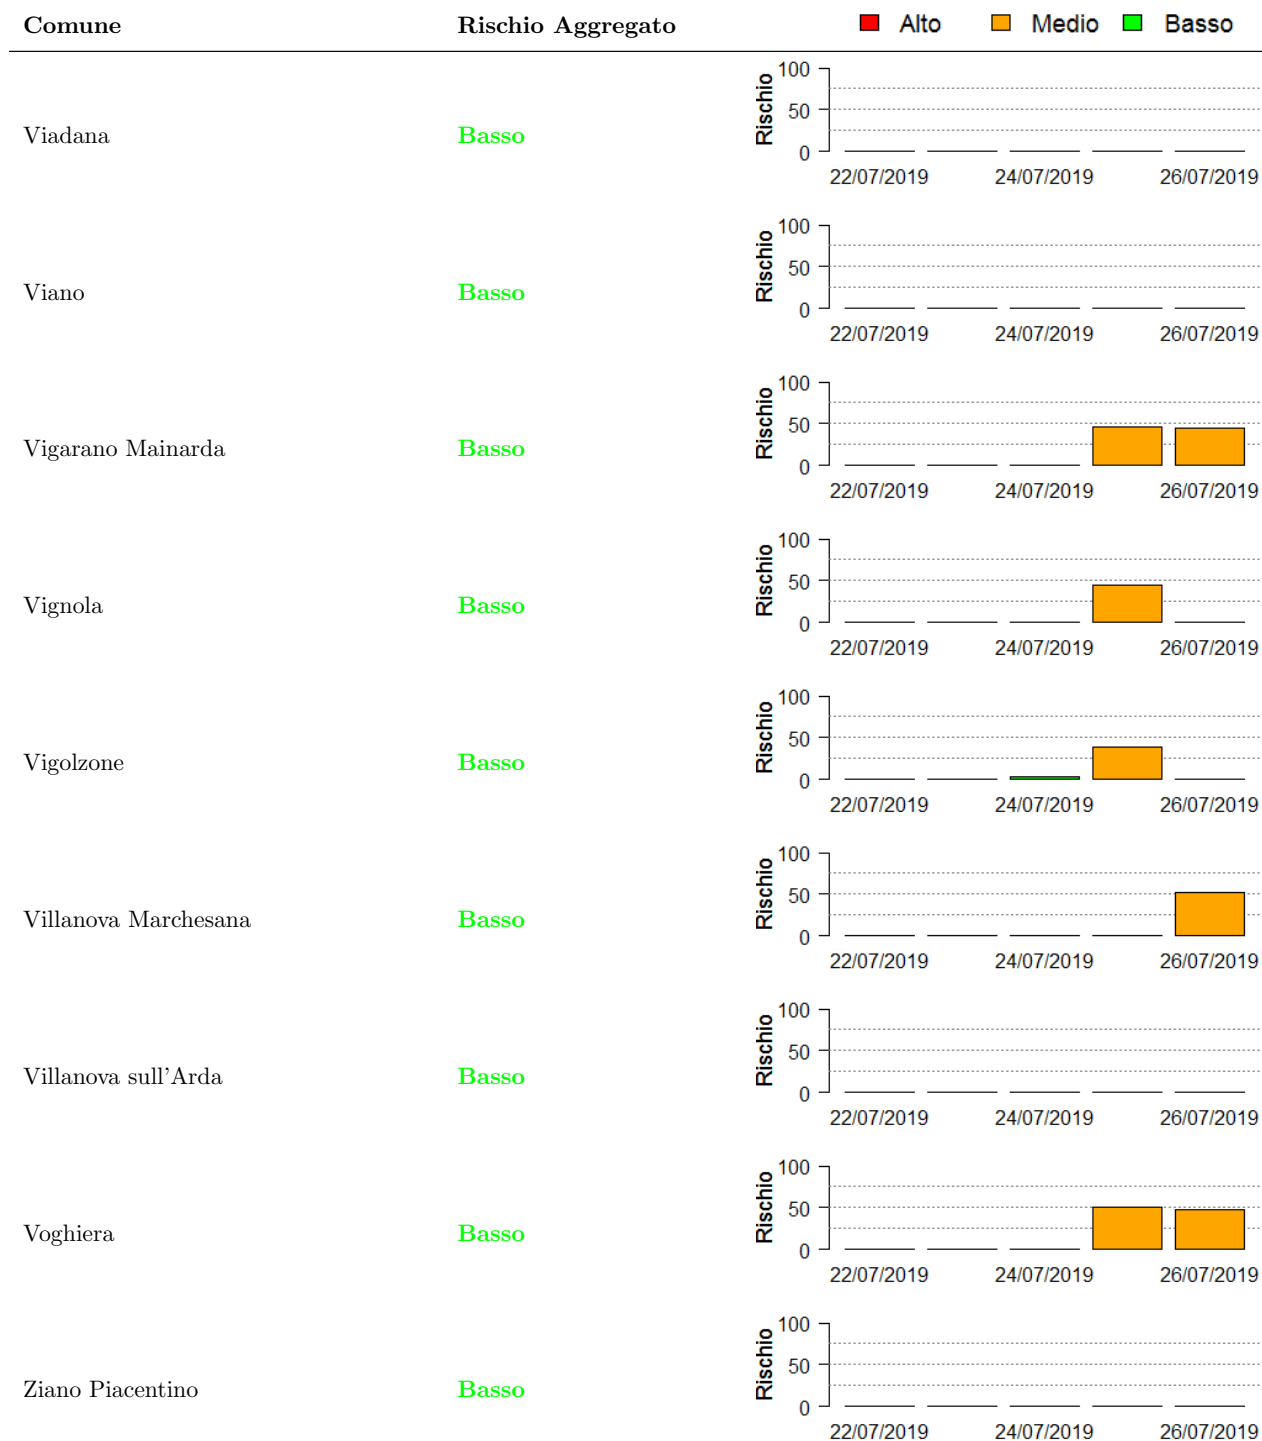 Comune Rischio Aggregato Alto Medio Basso
Viadana Basso Rischio 100 50 0
22/07/2019 24/07/2019 26/07/2019
Viano Basso Rischio 100 50 0
22/07/2019 24/07/2019 26/07/2019
Vigarano Mainarda Basso Rischio 100 50 0
22/07/2019 24/07/2019 26/07/2019
Vignola Basso Rischio 100 50 0
22/07/2019 24/07/2019 26/07/2019
Vigolzone Basso Rischio 100 50 0
22/07/2019 24/07/2019 26/07/2019
Villanova Marchesana Basso Rischio 100 50 0
22/07/2019 24/07/2019 26/07/2019
Villanova sull'Arda Basso Rischio 100 50 0
22/07/2019 24/07/2019 26/07/2019
Voghiera Basso Rischio 100 50 0
22/07/2019 24/07/2019 26/07/2019
Ziano Piacentino Basso Rischio 100 50 0
22/07/2019 24/07/2019 26/07/2019